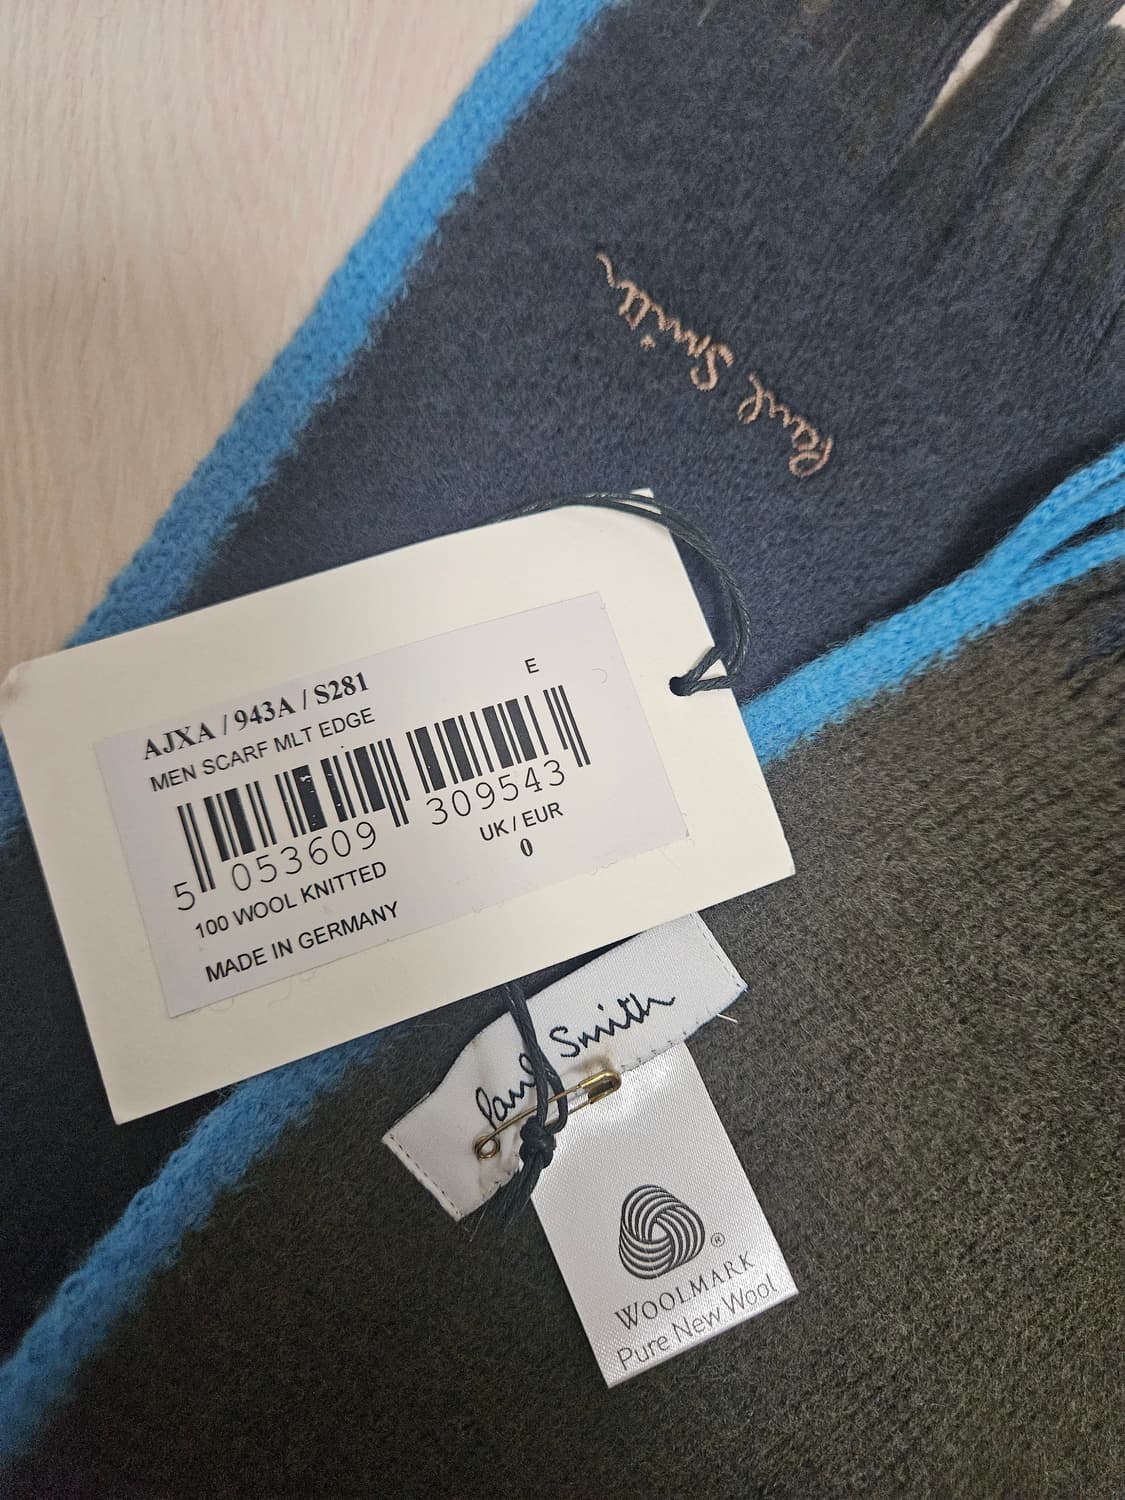 Paul Smith
AJXA / 943A / S281
E
MEN SCARF MLT EDGE
5 053609 309543
100 WOOL KNITTED
UK / EUR
0
MADE IN GERMANY
Paul Smith
®
WOOLMARK
Pure New Wool